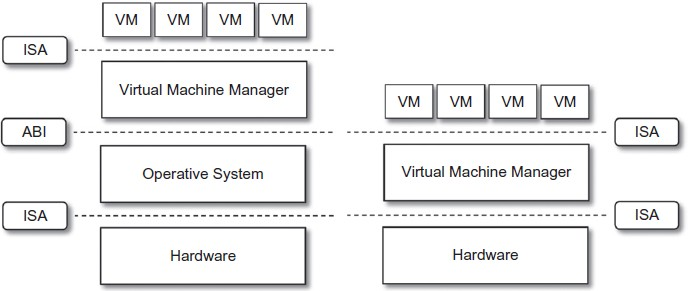 VM VM VM VM
ISA
Virtual Machine Manager
VM VM VM VM
ABI
ISA
Operative System
Virtual Machine Manager
ISA
ISA
Hardware
Hardware